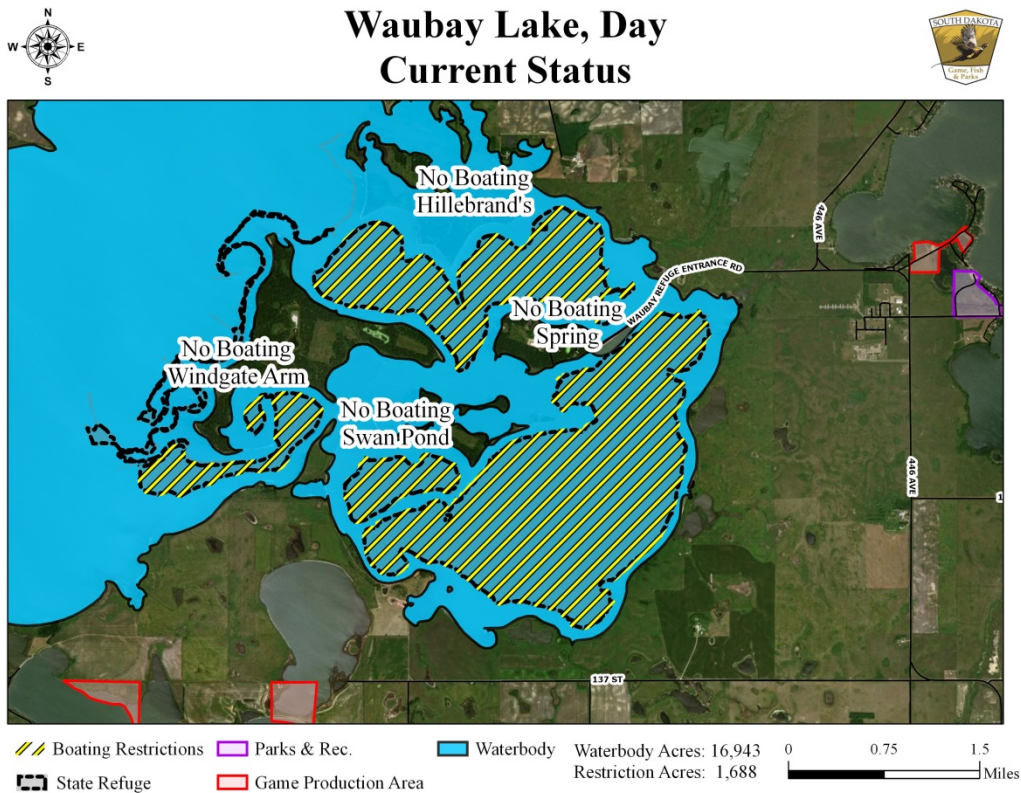 Waubay Lake, Day
Current Status
N
W
E
S
SOUTH DAKOTA
Game, Fish
& Parks
No Boating
Hillebrand's
446 AVE
WAUBAY REFUGE ENTRANCE RD
No Boating
Spring
No Boating
Windgate Arm
No Boating
Swan Pond
446 AVE
1
137 ST
Boating Restrictions
Parks & Rec.
Waterbody
State Refuge
Game Production Area
Waterbody Acres: 16,943
Restriction Acres: 1,688
0 0.75 1.5
Miles